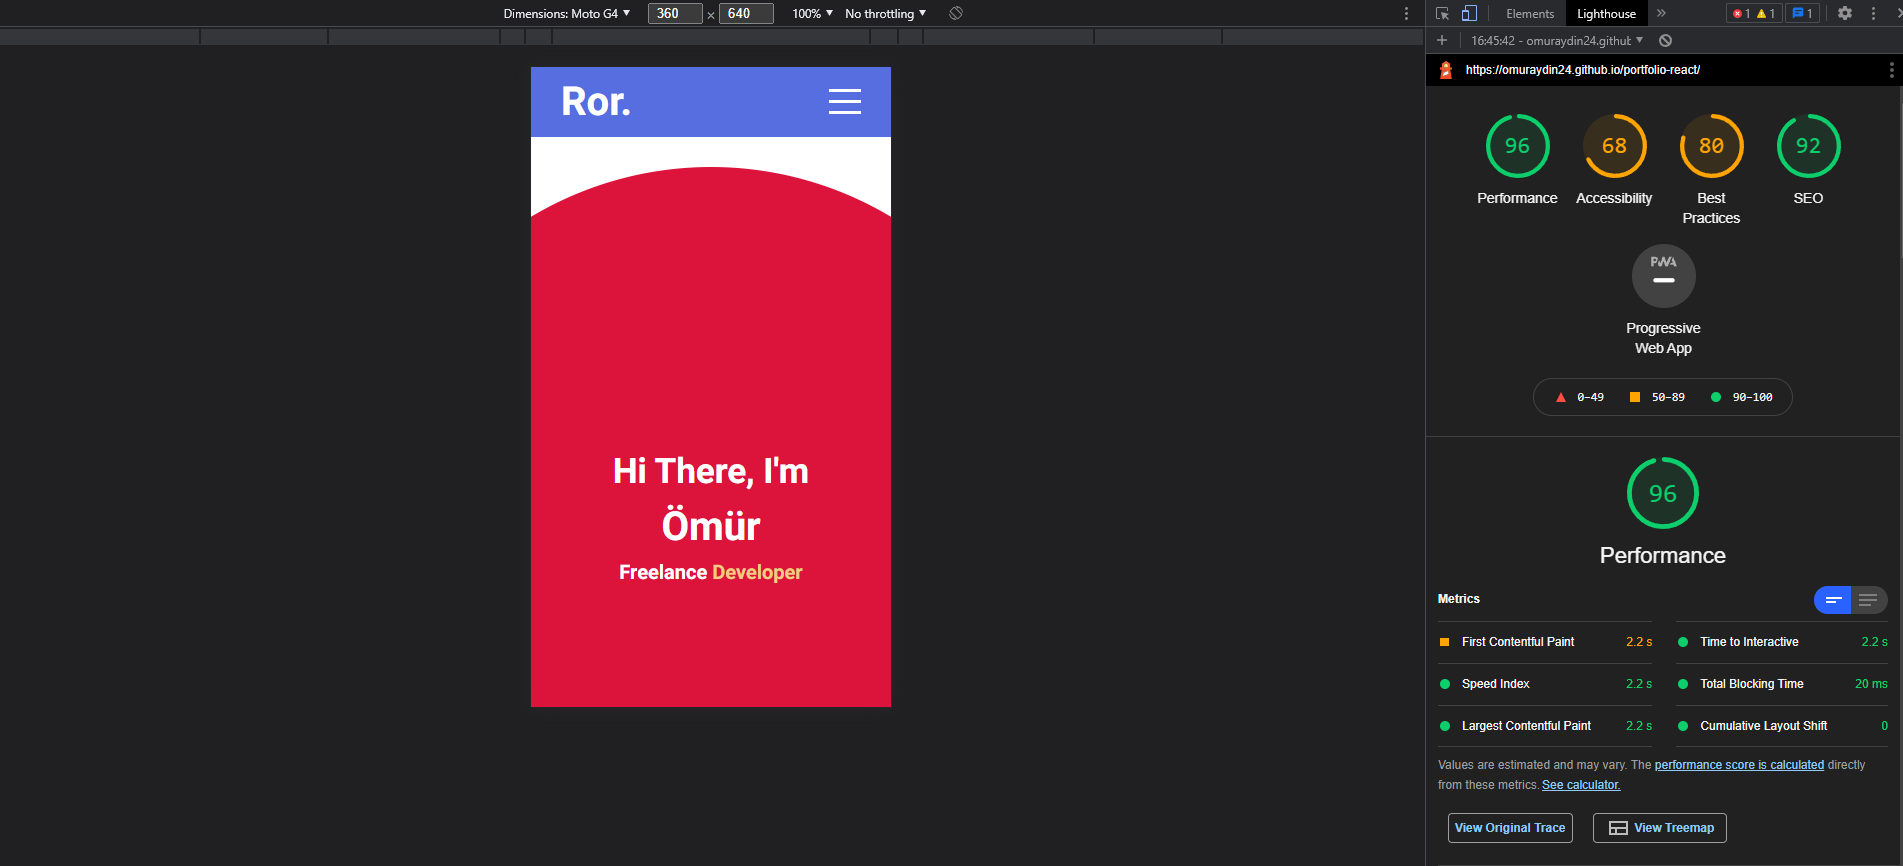 Dimensions: Moto G4 ▼ 360 × 640 100% ▼ No throttling ▼
Elements Lighthouse » 1 1 1
+ 16:45:42 - omuraydin24.github ▼
https://omuraydin24.github.io/portfolio-react/
Ror.
Hi There, I'm
Ömür
Freelance Developer
96 68 80 92
Performance Accessibility Best Practices SEO
PWA
Progressive
Web App
0–49 50–89 90–100
96
Performance
Metrics
First Contentful Paint 2.2 s
Time to Interactive 2.2 s
Speed Index 2.2 s
Total Blocking Time 20 ms
Largest Contentful Paint 2.2 s
Cumulative Layout Shift 0
Values are estimated and may vary. The performance score is calculated directly
from these metrics. See calculator.
View Original Trace View Treemap